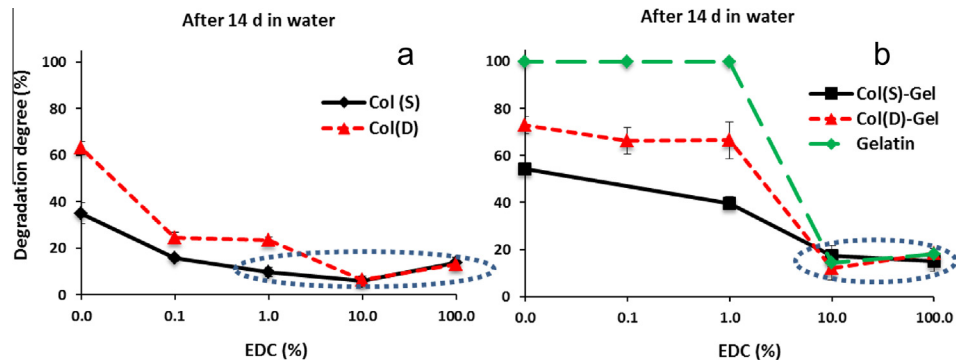 After 14 d in water
a
Col (S)
Col(D)
Degradation degree (%)
100
80
60
40
20
0
0.0 0.1 1.0 10.0 100.0
EDC (%)
After 14 d in water
b
Col(S)-Gel
Col(D)-Gel
Gelatin
100
80
60
40
20
0
0.0 0.1 1.0 10.0 100.0
EDC (%)